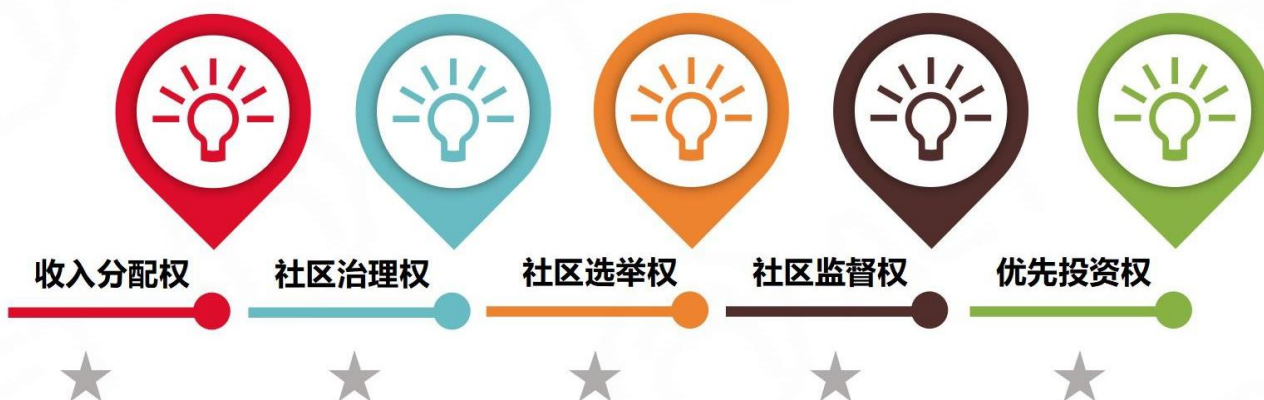 收入分配权
社区治理权
社区选举权
社区监督权
优先投资权